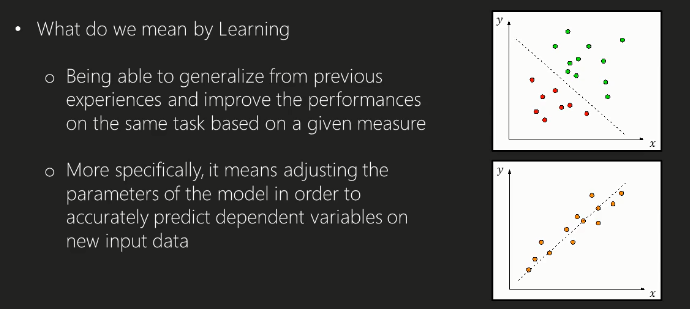 • What do we mean by Learning
o Being able to generalize from previous
experiences and improve the performances
on the same task based on a given measure
o More specifically, it means adjusting the
parameters of the model in order to
accurately predict dependent variables on
new input data
y
x
y
x